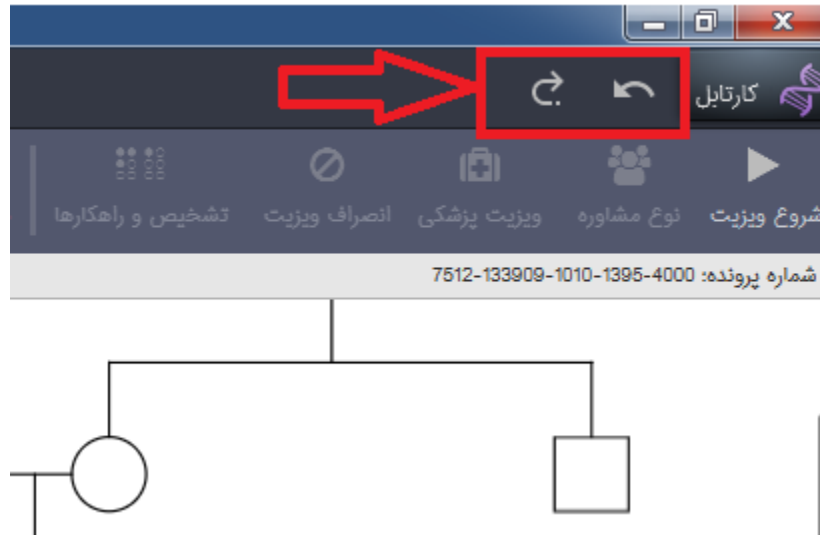 کارتابل
شروع ویزیت نوع مشاوره ویزیت پزشکی انصراف ویزیت تشخیص و راهکارها
شماره پرونده: 4000-1395-1010-133909-7512